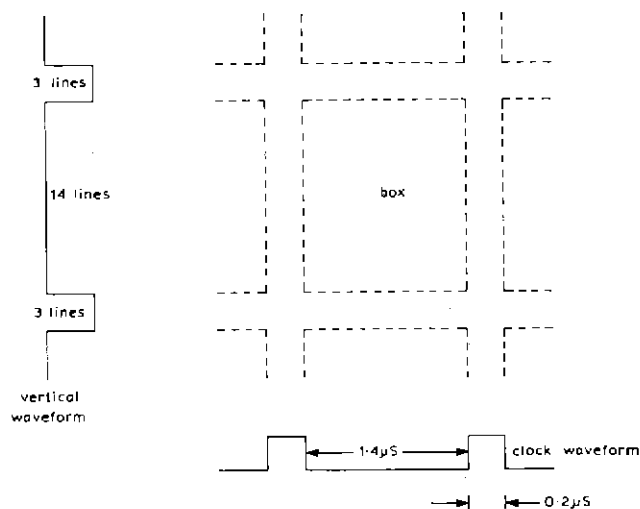 3 lines
14 lines
box
3 lines
vertical
waveform
1·4µS
clock waveform
0·2µS